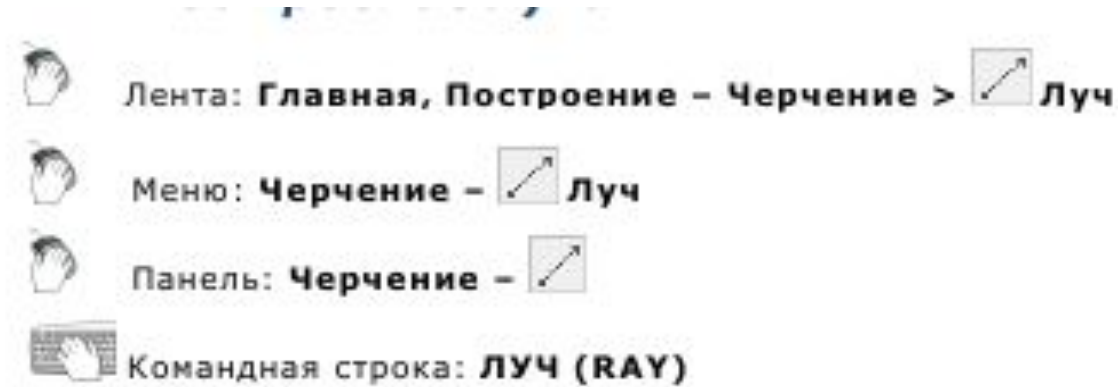 Лента: Главная, Построение – Черчение > Луч
Меню: Черчение – Луч
Панель: Черчение –
Командная строка: ЛУЧ (RAY)